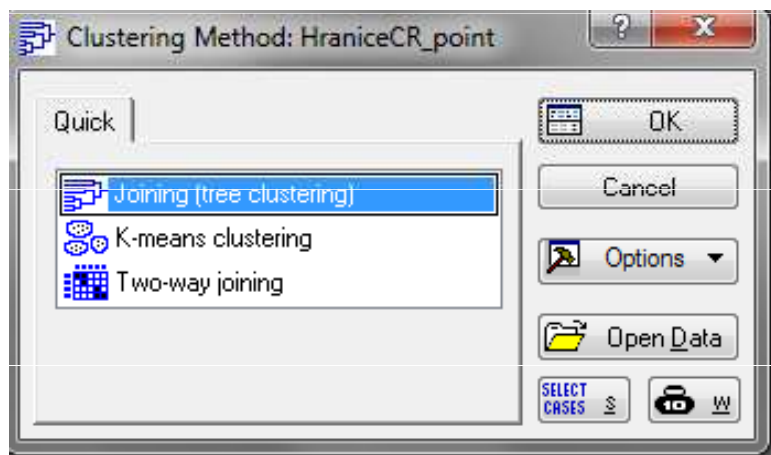 Clustering Method: HraniceCR_point
?
X
Quick
Joining (tree clustering)
K-means clustering
Two-way joining
OK
Cancel
Options
Open Data
SELECT CASES S
10 W